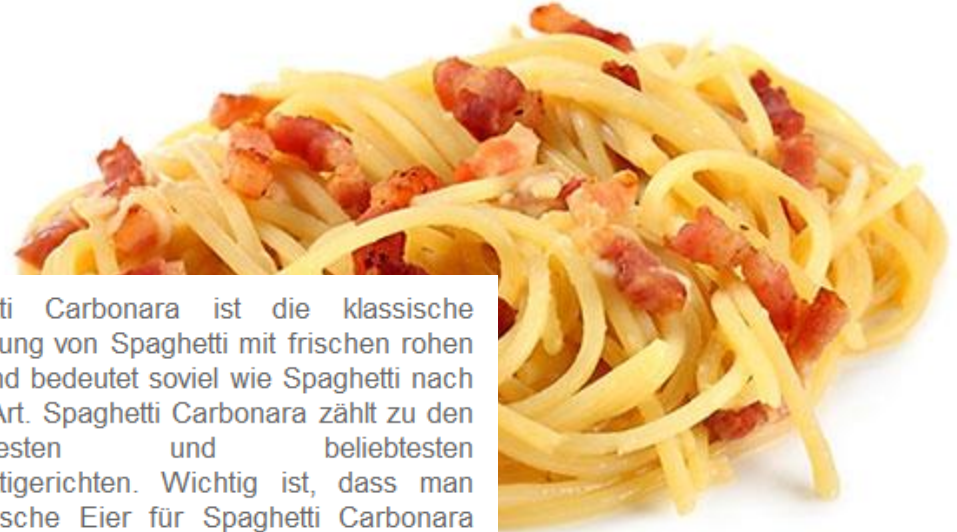 ti Carbonara ist die klassische
ung von Spaghetti mit frischen rohen
nd bedeutet soviel wie Spaghetti nach
Art. Spaghetti Carbonara zählt zu den
esten und beliebtesten
tigerichten. Wichtig ist, dass man
sche Eier für Spaghetti Carbonara